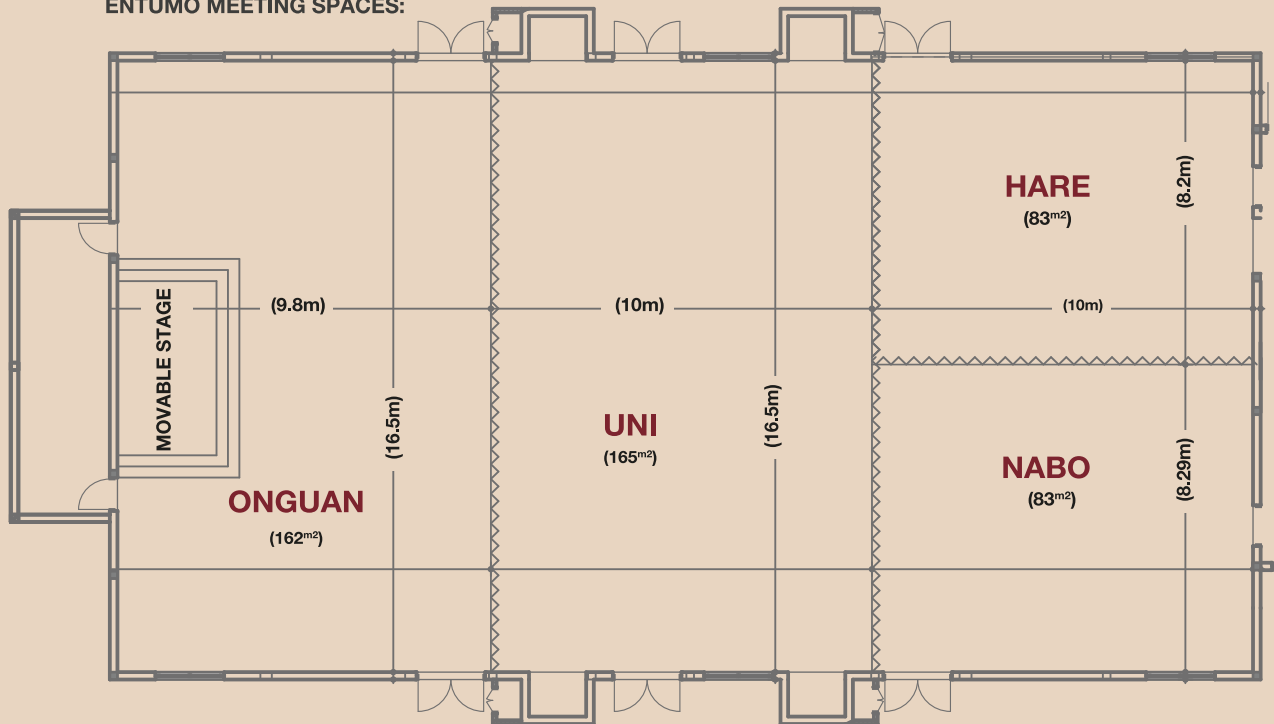 ENTUMO MEETING SPACES:
HARE
(83m2)
(8.2m)
MOVABLE STAGE
(9.8m)
(10m)
(10m)
(16.5m)
(16.5m)
UNI
(165m2)
NABO
(83m2)
(8.29m)
ONGUAN
(162m2)